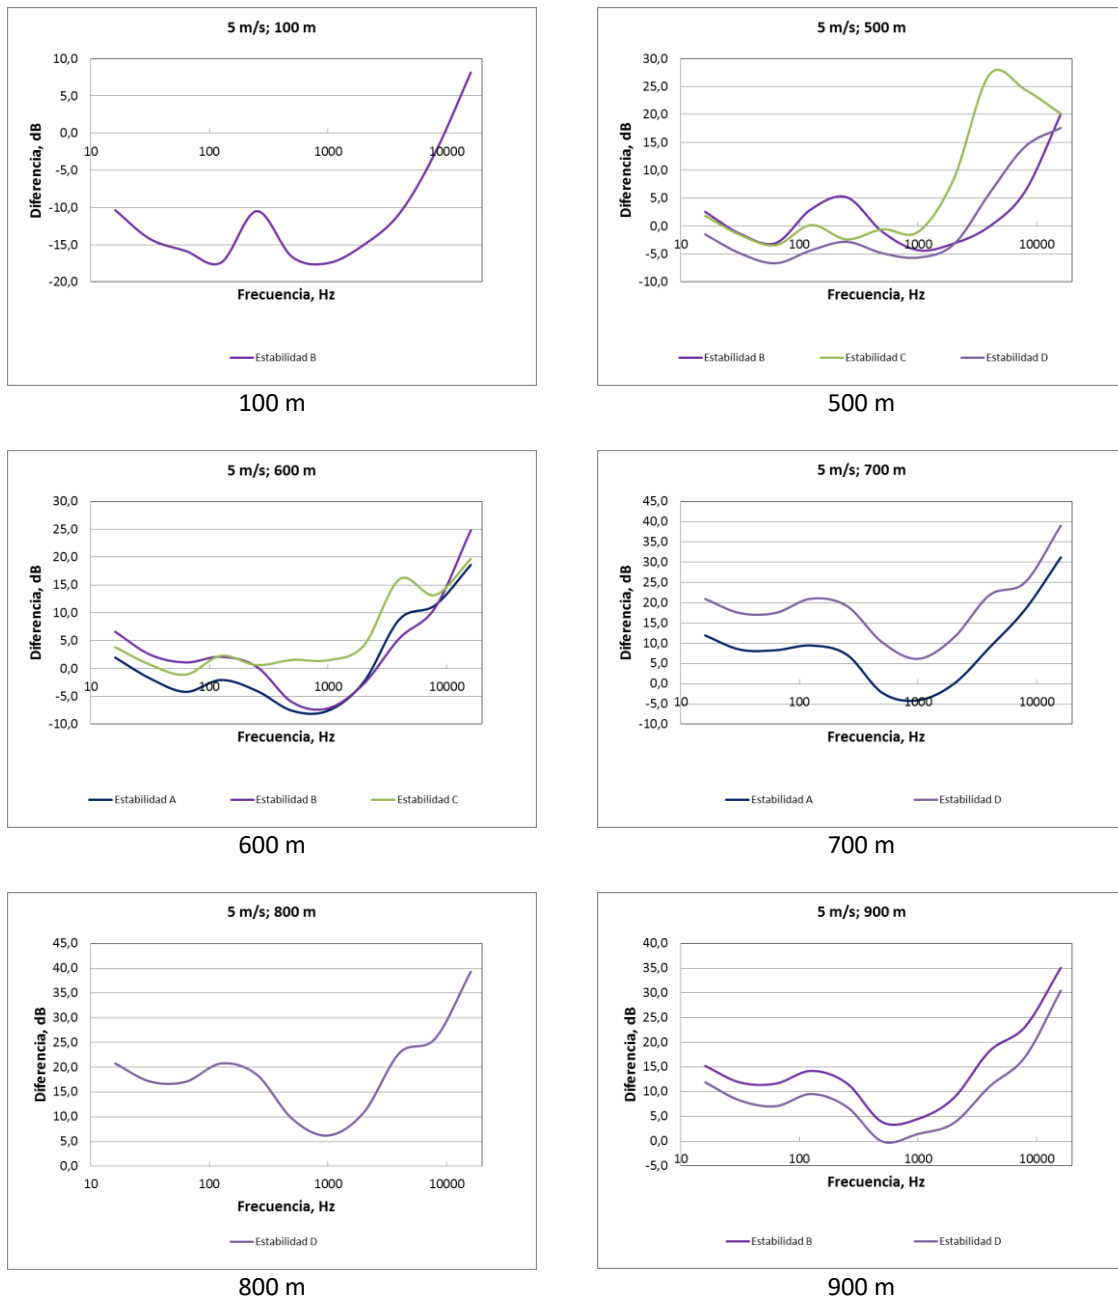 5 m/s; 100 m
Diferencia, dB
10,0
5,0
0,0
-5,0
-10,0
-15,0
-20,0
10
100
1000
10000
Frecuencia, Hz
Estabilidad B
100 m
5 m/s; 500 m
Diferencia, dB
30,0
25,0
20,0
15,0
10,0
5,0
0,0
-5,0
-10,0
10
100
1000
10000
Frecuencia, Hz
Estabilidad B
Estabilidad C
Estabilidad D
500 m
5 m/s; 600 m
Diferencia, dB
30,0
25,0
20,0
15,0
10,0
5,0
0,0
-5,0
-10,0
10
100
1000
10000
Frecuencia, Hz
Estabilidad A
Estabilidad B
Estabilidad C
600 m
5 m/s; 700 m
Diferencia, dB
45,0
40,0
35,0
30,0
25,0
20,0
15,0
10,0
5,0
0,0
-5,0
-10,0
10
100
1000
10000
Frecuencia, Hz
Estabilidad A
Estabilidad D
700 m
5 m/s; 800 m
Diferencia, dB
45,0
40,0
35,0
30,0
25,0
20,0
15,0
10,0
5,0
0,0
10
100
1000
10000
Frecuencia, Hz
Estabilidad D
800 m
5 m/s; 900 m
Diferencia, dB
40,0
35,0
30,0
25,0
20,0
15,0
10,0
5,0
0,0
-5,0
10
100
1000
10000
Frecuencia, Hz
Estabilidad B
Estabilidad D
900 m